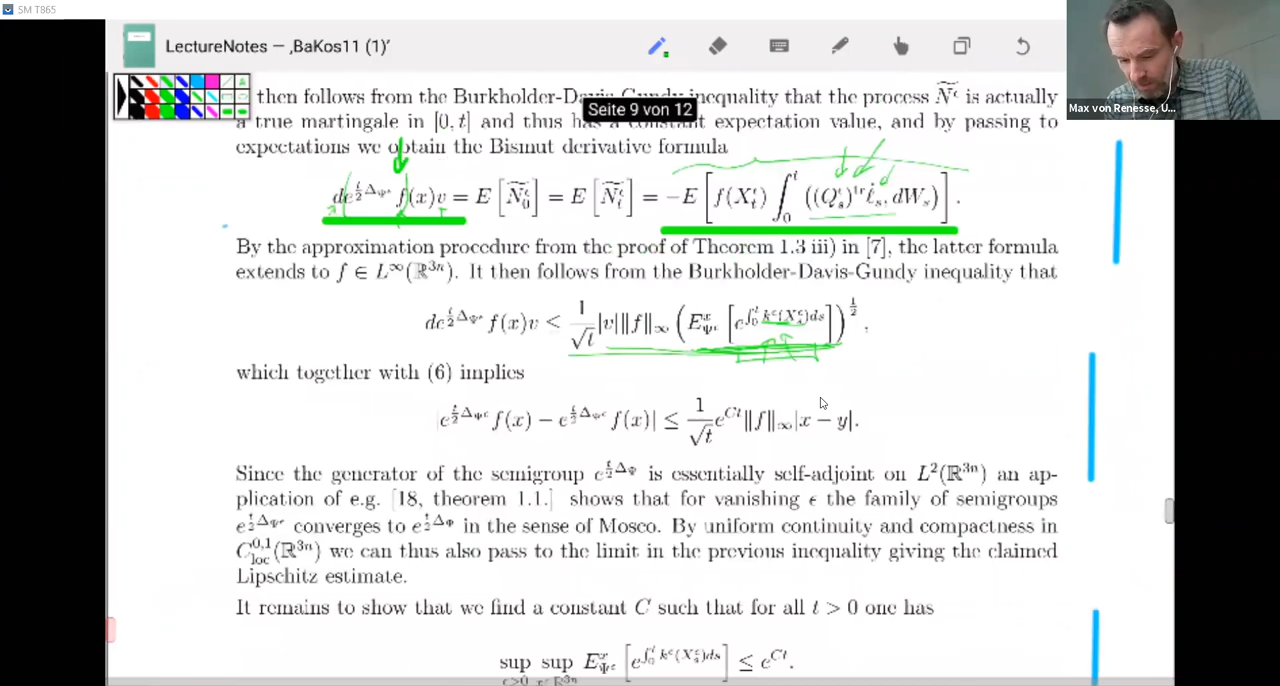 SM T865
LectureNotes — ‚BaKos11 (1)‘
Max von Renesse, U...
Seite 9 von 12
then follows from the Burkholder-Davis-Gundy inequality that the process Ñ^ϵ is actually
a true martingale in [0, t] and thus has a constant expectation value, and by passing to
expectations we obtain the Bismut derivative formula
de^{t/2 Δ_{Ψ^ϵ}} f(x)v = E [Ñ_0^ϵ] = E [Ñ_t^ϵ] = −E [f(X_t^ϵ) ∫_0^t ((Q_s^ϵ)^{tr} ℓ̇_s, dW_s)].
By the approximation procedure from the proof of Theorem 1.3 iii) in [7], the latter formula
extends to f ∈ L^∞(ℝ^{3n}). It then follows from the Burkholder-Davis-Gundy inequality that
de^{t/2 Δ_{Ψ^ϵ}} f(x)v ≤ 1/√t |v|‖f‖_∞ (E^x_{Ψ^ϵ} [e^{∫_0^t k^ϵ(X_s^ϵ)ds}])^{1/2},
which together with (6) implies
|e^{t/2 Δ_{Ψ^ϵ}} f(x) − e^{t/2 Δ_{Ψ^ϵ}} f(x)| ≤ 1/√t e^{Ct}‖f‖_∞|x − y|.
Since the generator of the semigroup e^{t/2 Δ_Ψ} is essentially self-adjoint on L²(ℝ^{3n}) an ap-
plication of e.g. [18, theorem 1.1.] shows that for vanishing ϵ the family of semigroups
e^{t/2 Δ_{Ψ^ϵ}} converges to e^{t/2 Δ_Ψ} in the sense of Mosco. By uniform continuity and compactness in
C^{0,1}_{loc}(ℝ^{3n}) we can thus also pass to the limit in the previous inequality giving the claimed
Lipschitz estimate.
It remains to show that we find a constant C such that for all t > 0 one has
sup_{ϵ>0} sup_{x∈ℝ^{3n}} E^x_{Ψ^ϵ} [e^{∫_0^t k^ϵ(X_s^ϵ)ds}] ≤ e^{Ct}.